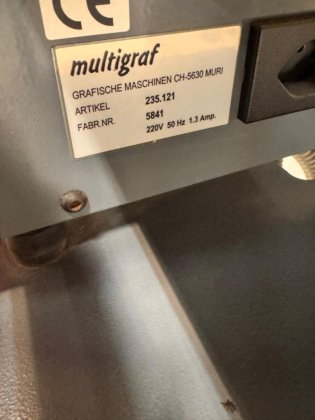 CE
multigraf
GRAFISCHE MASCHINEN CH-5630 MURI
ARTIKEL 235.121
FABR.NR. 5841
220V 50 Hz 1.3 Amp.